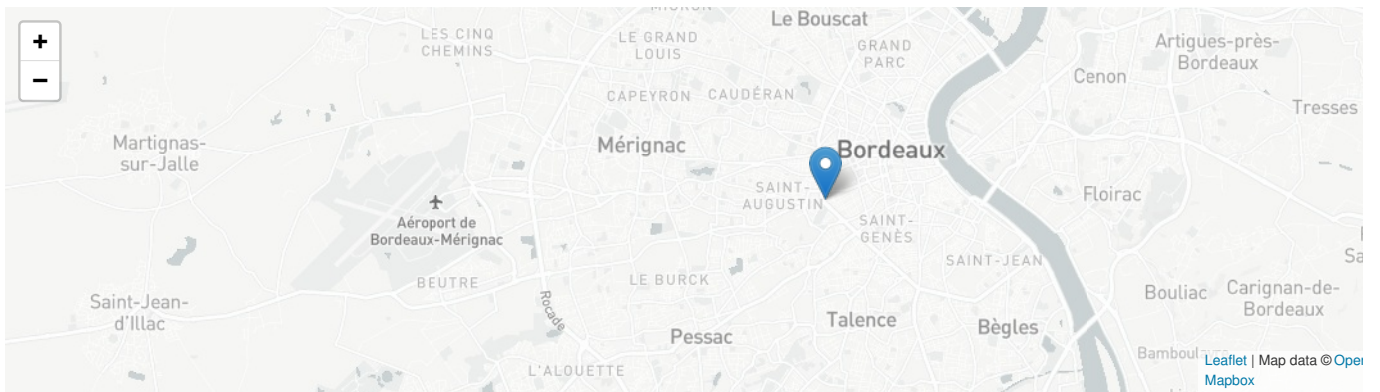 +
−
MICRON
LES CINQ
CHEMINS
LE GRAND
LOUIS
Le Bouscat
GRAND
PARC
Artigues-près-
Bordeaux
Cenon
CAPEYRON
CAUDÉRAN
Tresses
Martignas-
sur-Jalle
Mérignac
Bordeaux
SAINT-
AUGUSTIN
Floirac
Aéroport de
Bordeaux-Mérignac
SAINT-
GENÈS
SAINT-JEAN
BEUTRE
LE BURCK
Rocade
Saint-Jean-
d'Illac
Bouliac
Carignan-de-
Bordeaux
Talence
Bègles
Pessac
L'ALOUETTE
Leaflet | Map data © Ope
Mapbox